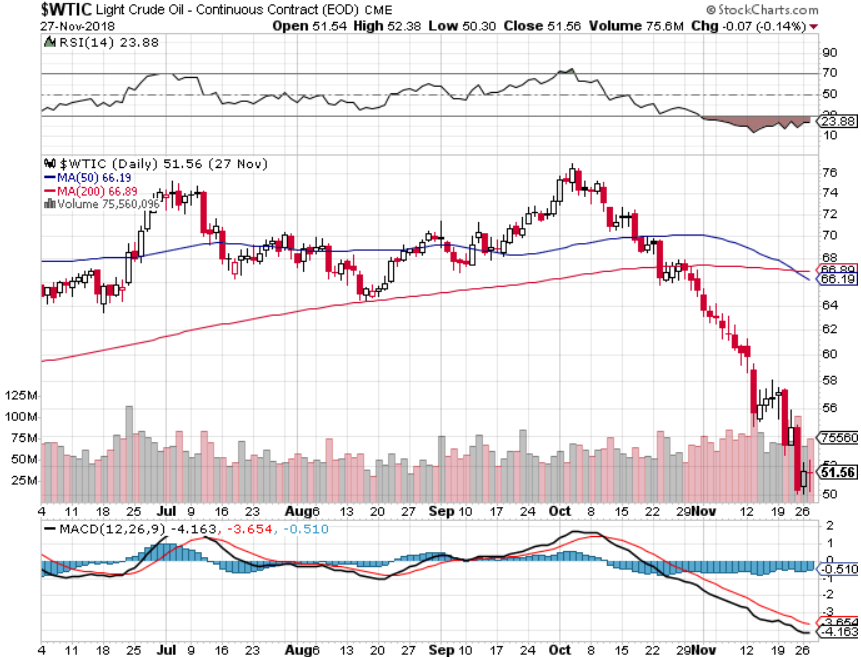 $WTIC Light Crude Oil - Continuous Contract (EOD) CME © StockCharts.com
27-Nov-2018 Open 51.54 High 52.38 Low 50.30 Close 51.56 Volume 75.6M Chg -0.07 (-0.14%)
RSI(14) 23.88
90
70
50
23.88
10
$WTIC (Daily) 51.56 (27 Nov)
MA(50) 66.19
MA(200) 66.89
Volume 75,560,096
76
74
72
70
68
66.89
66.19
64
62
60
58
56
75560
51.56
50
125M
100M
75M
50M
25M
4 11 18 25 Jul 9 16 23 Aug 6 13 20 27 Sep 10 17 24 Oct 8 15 22 29 Nov 12 19 26
MACD(12,26,9) -4.163, -3.654, -0.510
2
1
0
-0.510
-1
-2
-3
-3.654
-4.163
4 11 18 25 Jul 9 16 23 Aug 6 13 20 27 Sep 10 17 24 Oct 8 15 22 29 Nov 12 19 26